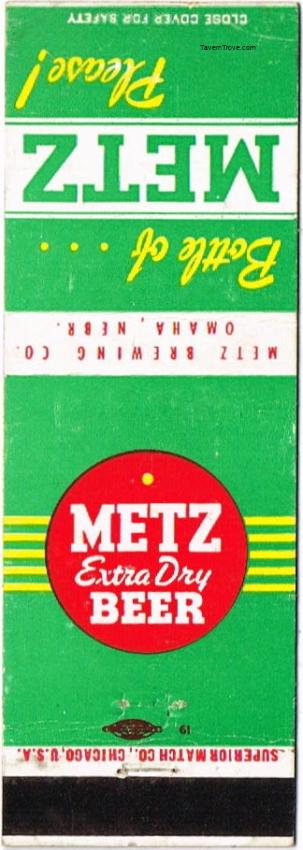 TavernTrove.com
CLOSE COVER FOR SAFETY
Bottle of...
METZ
Please!
METZ BREWING CO.
OMAHA, NEBR.
METZ
Extra Dry
BEER
61
SUPERIOR MATCH CO., CHICAGO, U.S.A.